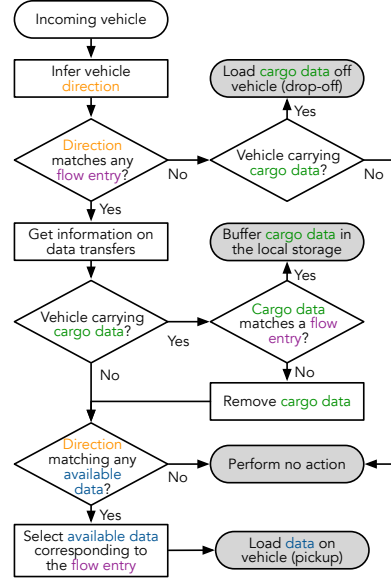 Incoming vehicle
Infer vehicle
direction
Load cargo data off
vehicle (drop-off)
Yes
Direction
matches any
flow entry?
No
Vehicle carrying
cargo data?
No
Yes
Get information on
data transfers
Buffer cargo data in
the local storage
Yes
Vehicle carrying
cargo data?
Yes
Cargo data
matches a flow
entry?
No
No
Remove cargo data
Direction
matching any
available
data?
No
Perform no action
Yes
Select available data
corresponding to
the flow entry
Load data on
vehicle (pickup)